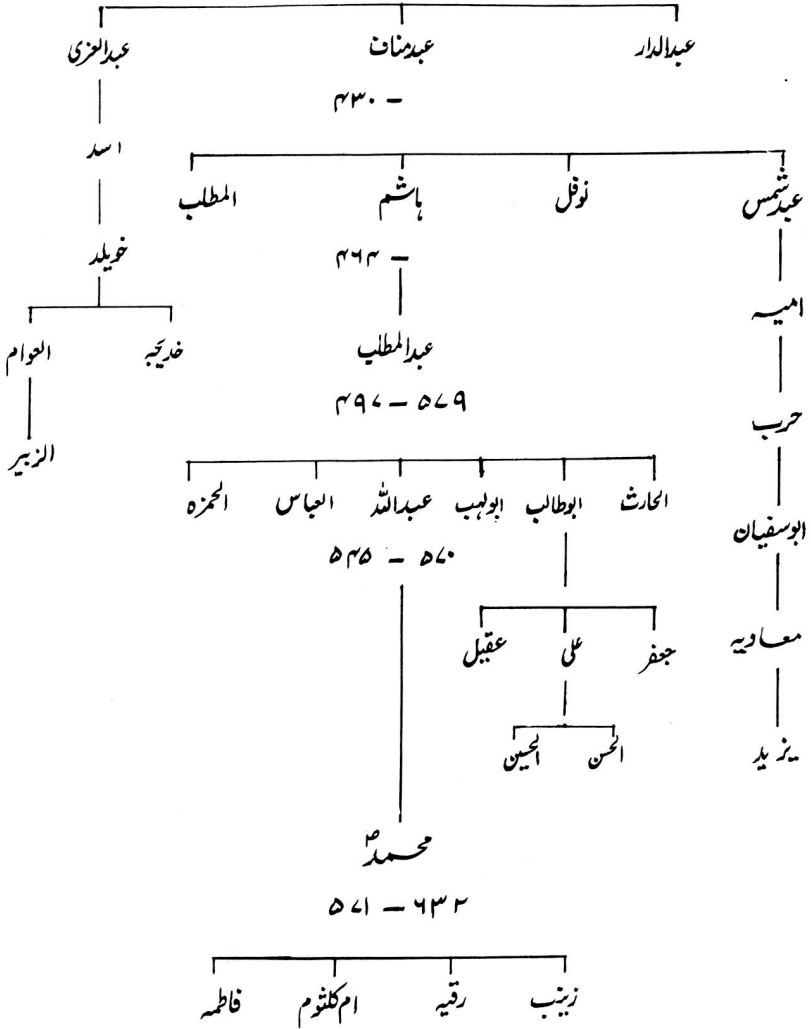 عبدالدار عبدمناف عبدالعزی
۴۳۰ –
اسد
عبدشمس نوفل ہاشم المطلب
۴۶۴ –
خویلد
امیہ
عبدالمطلب خدیجہ العوام
۴۹۷ – ۵۷۹
حرب
الزبیر
الحارث ابوطالب ابولہب عبداللہ العباس الحمزہ
ابوسفیان
۵۴۵ – ۵۷۰
معاویہ جعفر علی عقیل
یزید الحسن الحسین
محمدؐ
۵۷۱ – ۶۳۲
زینب رقیہ ام کلثوم فاطمہ